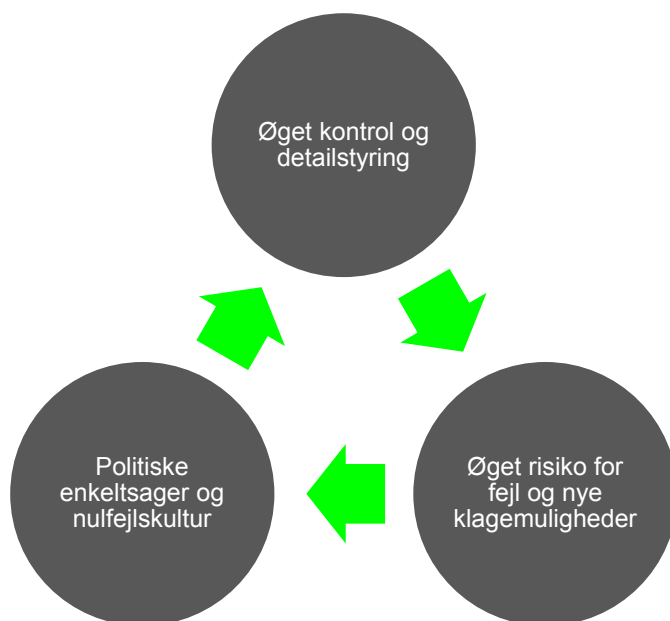 Øget kontrol og
detailstyring
Øget risiko for
fejl og nye
klagemuligheder
Politiske
enkeltsager og
nulfejlskultur